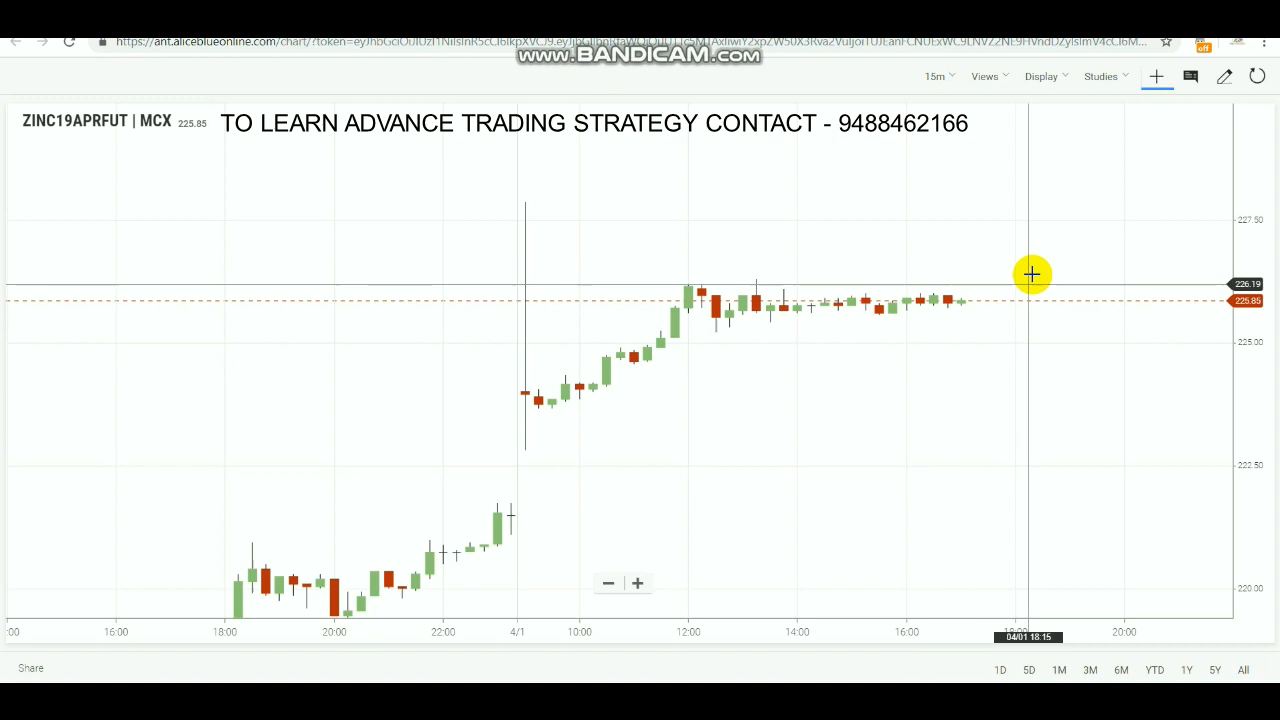 www.BANDICAM.com
off
15m Views Display Studies
ZINC19APRFUT | MCX 225.85 TO LEARN ADVANCE TRADING STRATEGY CONTACT - 9488462166
227.50
226.19
225.85
225.00
222.50
220.00
:00 16:00 18:00 20:00 22:00 4/1 10:00 12:00 14:00 16:00 20:00
04/01 18:15
Share 1D 5D 1M 3M 6M YTD 1Y 5Y All